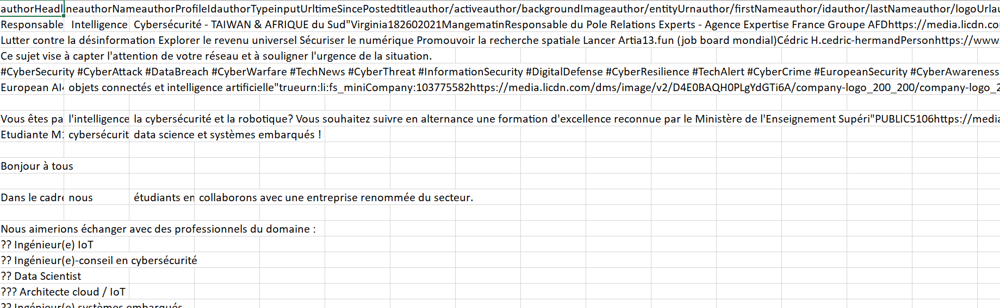 authorHeadlineauthorNameauthorProfileIdauthorTypeinputUrltimeSincePostedtitleauthor/activeauthor/backgroundImageauthor/entityUrnauthor/firstNameauthor/idauthor/lastNameauthor/logoUrlau
Responsable Intelligence Cybersécurité - TAIWAN & AFRIQUE du Sud"Virginia182602021MangematinResponsable du Pole Relations Experts - Agence Expertise France Groupe AFDhttps://media.licdn.co
Lutter contre la désinformation Explorer le revenu universel Sécuriser le numérique Promouvoir la recherche spatiale Lancer Artia13.fun (job board mondial)Cédric H.cedric-hermandPersonhttps://www.
Ce sujet vise à capter l'attention de votre réseau et à souligner l'urgence de la situation.
#CyberSecurity #CyberAttack #DataBreach #CyberWarfare #TechNews #CyberThreat #InformationSecurity #DigitalDefense #CyberResilience #TechAlert #CyberCrime #EuropeanSecurity #CyberAwareness
European objets connectés et intelligence artificielle"trueurn:li:fs_miniCompany:103775582https://media.licdn.com/dms/image/v2/D4E0BAQH0PLgYdGTi6A/company-logo_200_200/company-logo_2
Vous êtes pa l'intelligence la cybersécurité et la robotique? Vous souhaitez suivre en alternance une formation d'excellence reconnue par le Ministère de l'Enseignement Supéri"PUBLIC5106https://media
Etudiante M1 cybersécurit data science et systèmes embarqués !
Bonjour à tous
Dans le cadre nous étudiants en collaborons avec une entreprise renommée du secteur.
Nous aimerions échanger avec des professionnels du domaine :
?? Ingénieur(e) IoT
?? Ingénieur(e)-conseil en cybersécurité
?? Data Scientist
??? Architecte cloud / IoT
?? Ingénieur(e) systèmes embarqués